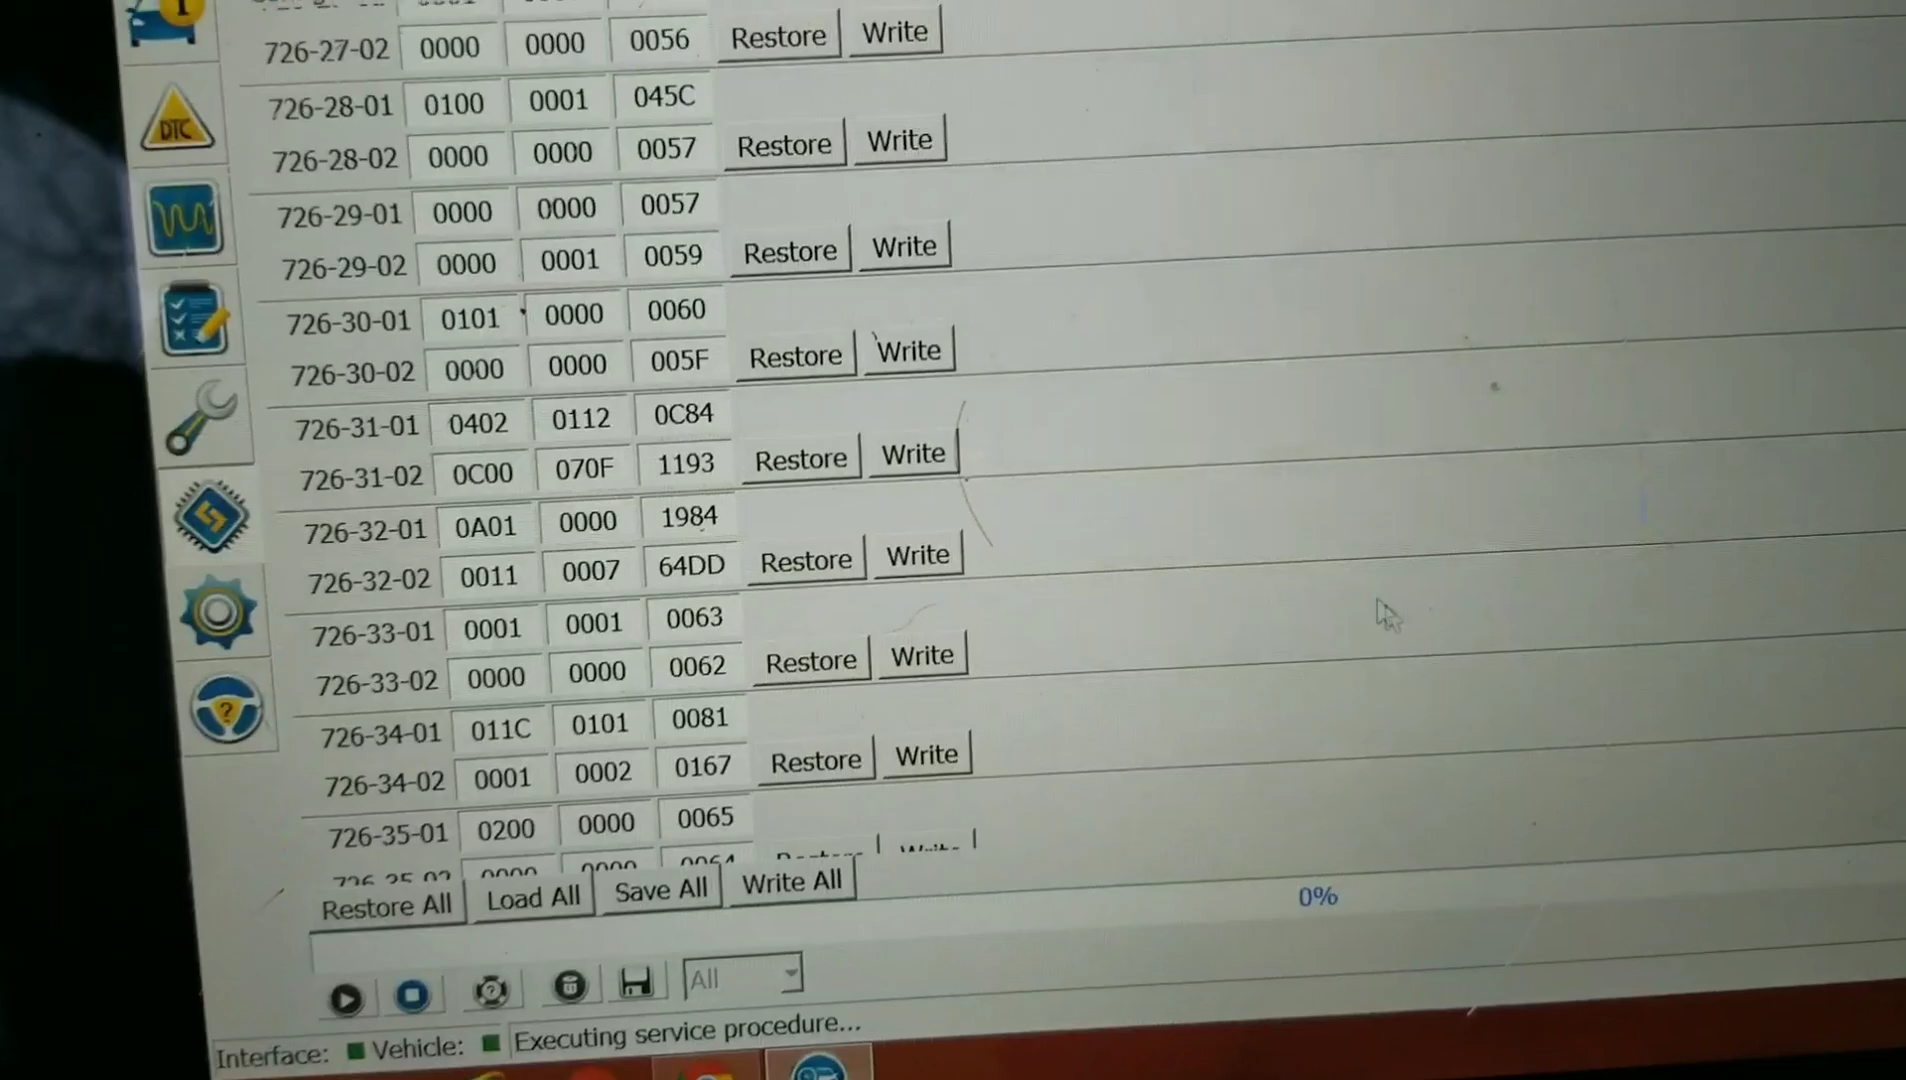 726-27-02 0000 0000 0056 Restore Write
726-28-01 0100 0001 045C
726-28-02 0000 0000 0057 Restore Write
726-29-01 0000 0000 0057
726-29-02 0000 0001 0059 Restore Write
726-30-01 0101 0000 0060
726-30-02 0000 0000 005F Restore Write
726-31-01 0402 0112 0C84
726-31-02 0C00 070F 1193 Restore Write
726-32-01 0A01 0000 1984
726-32-02 0011 0007 64DD Restore Write
726-33-01 0001 0001 0063
726-33-02 0000 0000 0062 Restore Write
726-34-01 011C 0101 0081
726-34-02 0001 0002 0167 Restore Write
726-35-01 0200 0000 0065
Restore All Load All Save All Write All
0%
All
Interface: Vehicle: Executing service procedure...
DTC
?